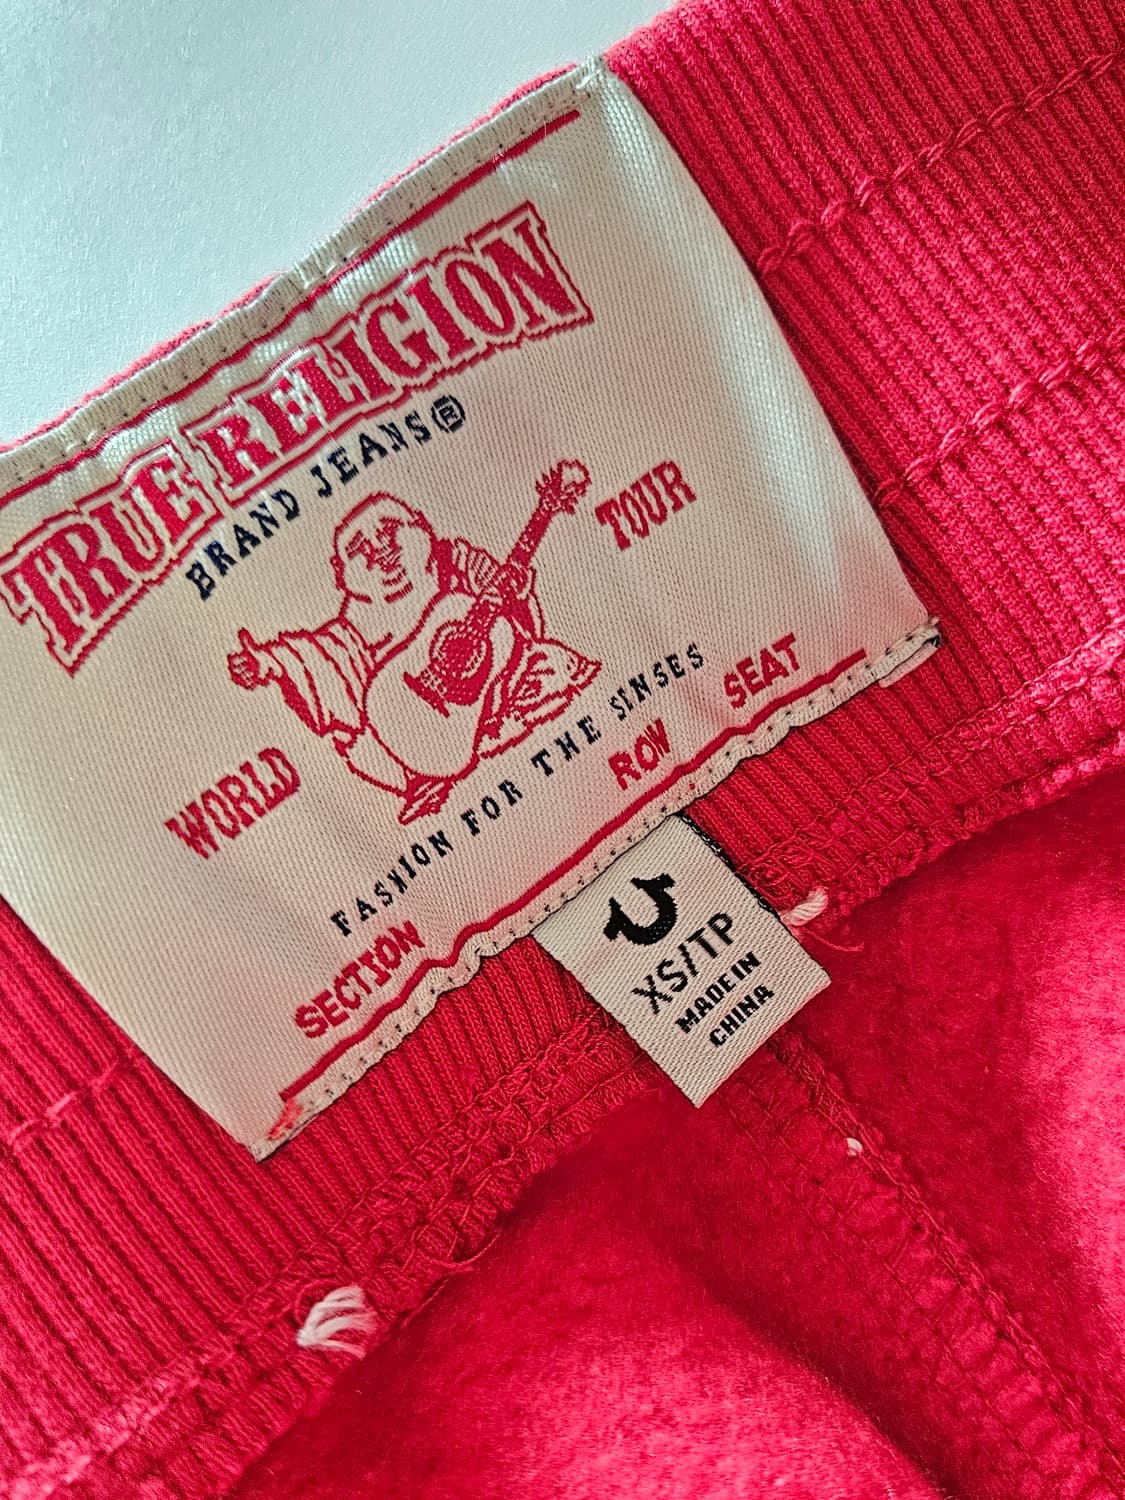 TRUE RELIGION
BRAND JEANS®
WORLD TOUR
FASHION FOR THE SENSES
SECTION ROW SEAT
XS/TP
MADE IN
CHINA